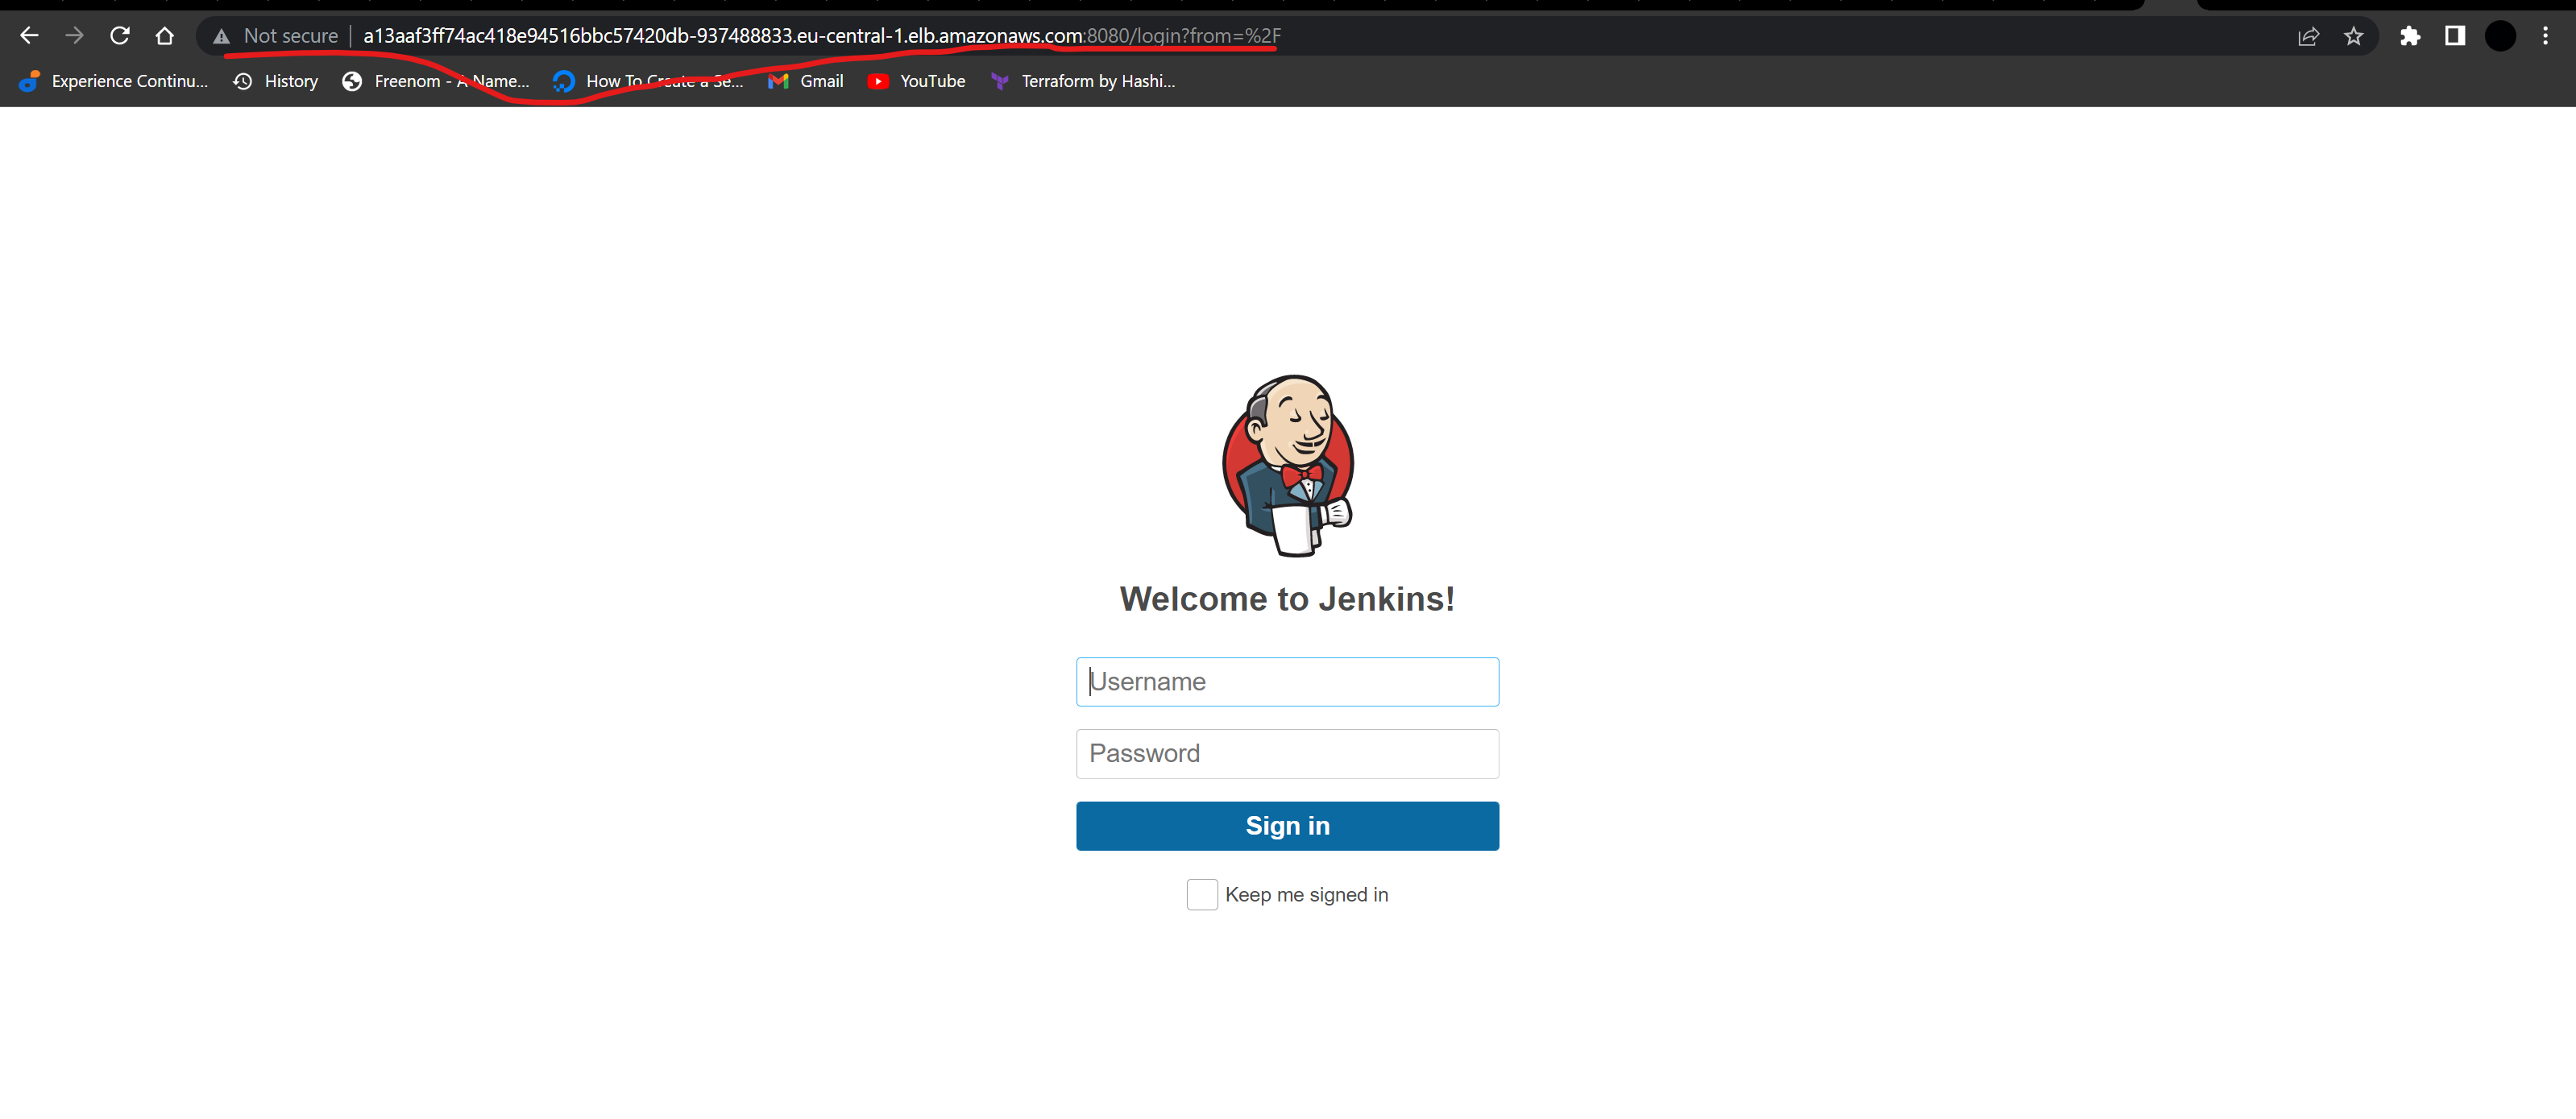 Not secure | a13aaf3ff74ac418e94516bbc57420db-937488833.eu-central-1.elb.amazonaws.com:8080/login?from=%2F
Experience Continu... History Freenom - A Name... How To Create a Se... Gmail YouTube Terraform by Hashi...
Welcome to Jenkins!
Username
Password
Sign in
Keep me signed in